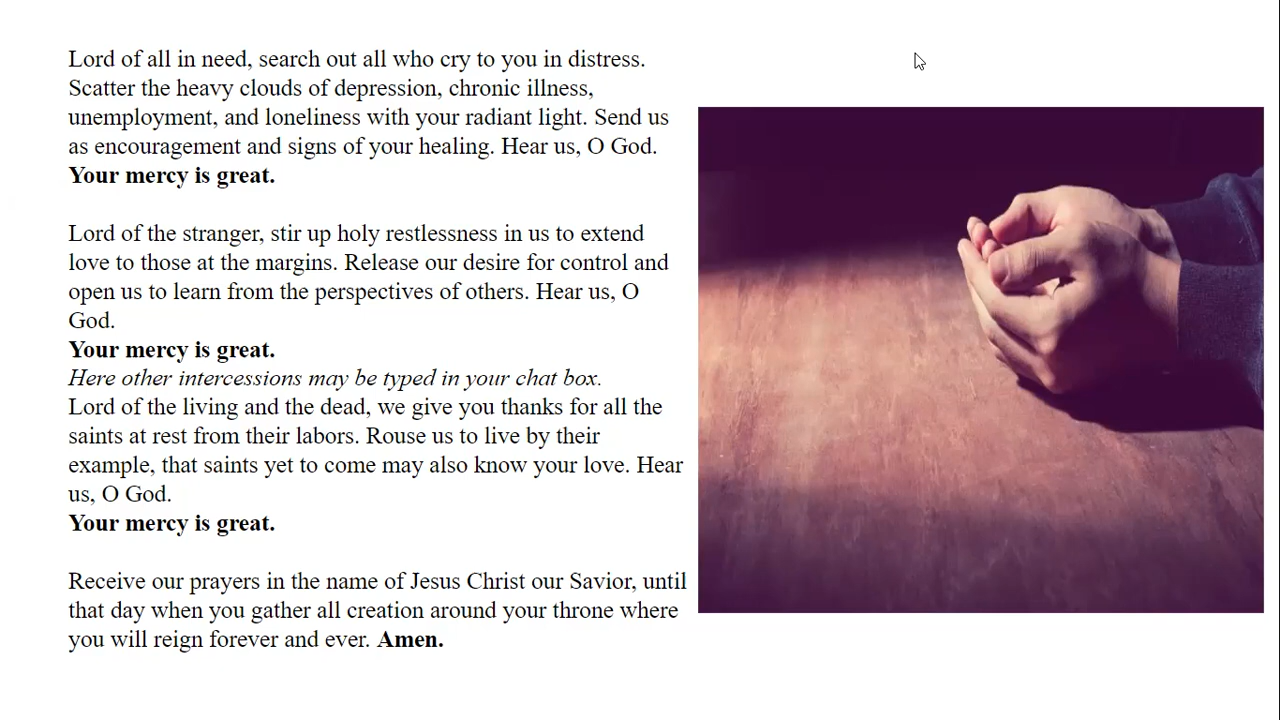 Lord of all in need, search out all who cry to you in distress.
Scatter the heavy clouds of depression, chronic illness,
unemployment, and loneliness with your radiant light. Send us
as encouragement and signs of your healing. Hear us, O God.
Your mercy is great.
Lord of the stranger, stir up holy restlessness in us to extend
love to those at the margins. Release our desire for control and
open us to learn from the perspectives of others. Hear us, O
God.
Your mercy is great.
Here other intercessions may be typed in your chat box.
Lord of the living and the dead, we give you thanks for all the
saints at rest from their labors. Rouse us to live by their
example, that saints yet to come may also know your love. Hear
us, O God.
Your mercy is great.
Receive our prayers in the name of Jesus Christ our Savior, until
that day when you gather all creation around your throne where
you will reign forever and ever. Amen.